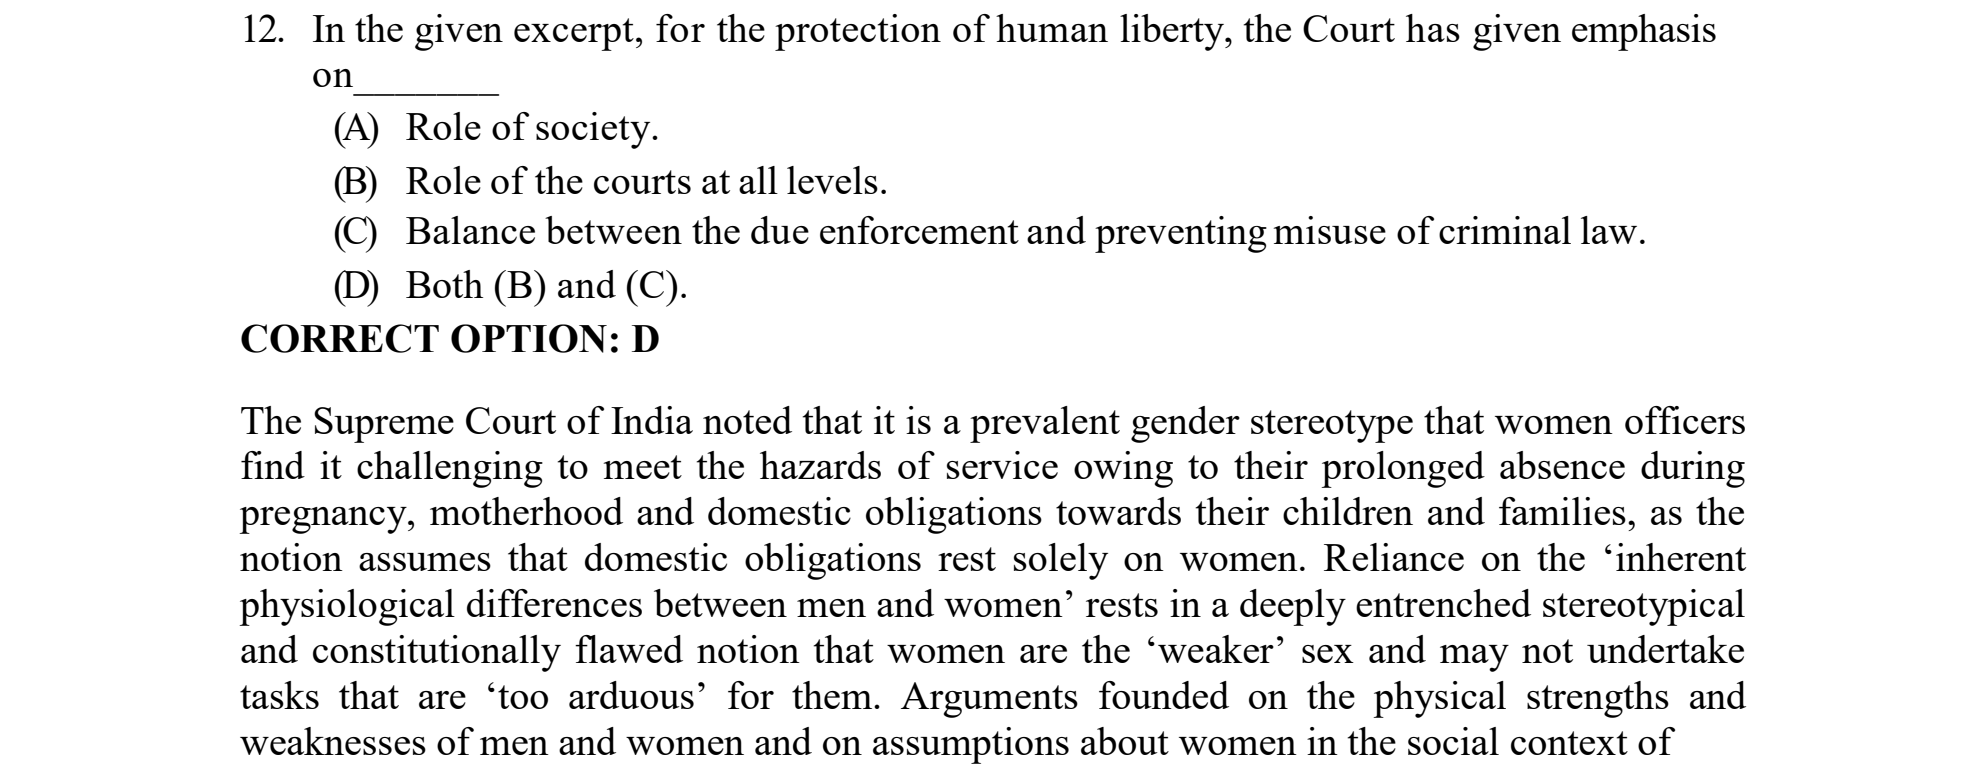 12. In the given excerpt, for the protection of human liberty, the Court has given emphasis
on_______
(A) Role of society.
(B) Role of the courts at all levels.
(C) Balance between the due enforcement and preventing misuse of criminal law.
(D) Both (B) and (C).
CORRECT OPTION: D
The Supreme Court of India noted that it is a prevalent gender stereotype that women officers
find it challenging to meet the hazards of service owing to their prolonged absence during
pregnancy, motherhood and domestic obligations towards their children and families, as the
notion assumes that domestic obligations rest solely on women. Reliance on the ‘inherent
physiological differences between men and women’ rests in a deeply entrenched stereotypical
and constitutionally flawed notion that women are the ‘weaker’ sex and may not undertake
tasks that are ‘too arduous’ for them. Arguments founded on the physical strengths and
weaknesses of men and women and on assumptions about women in the social context of